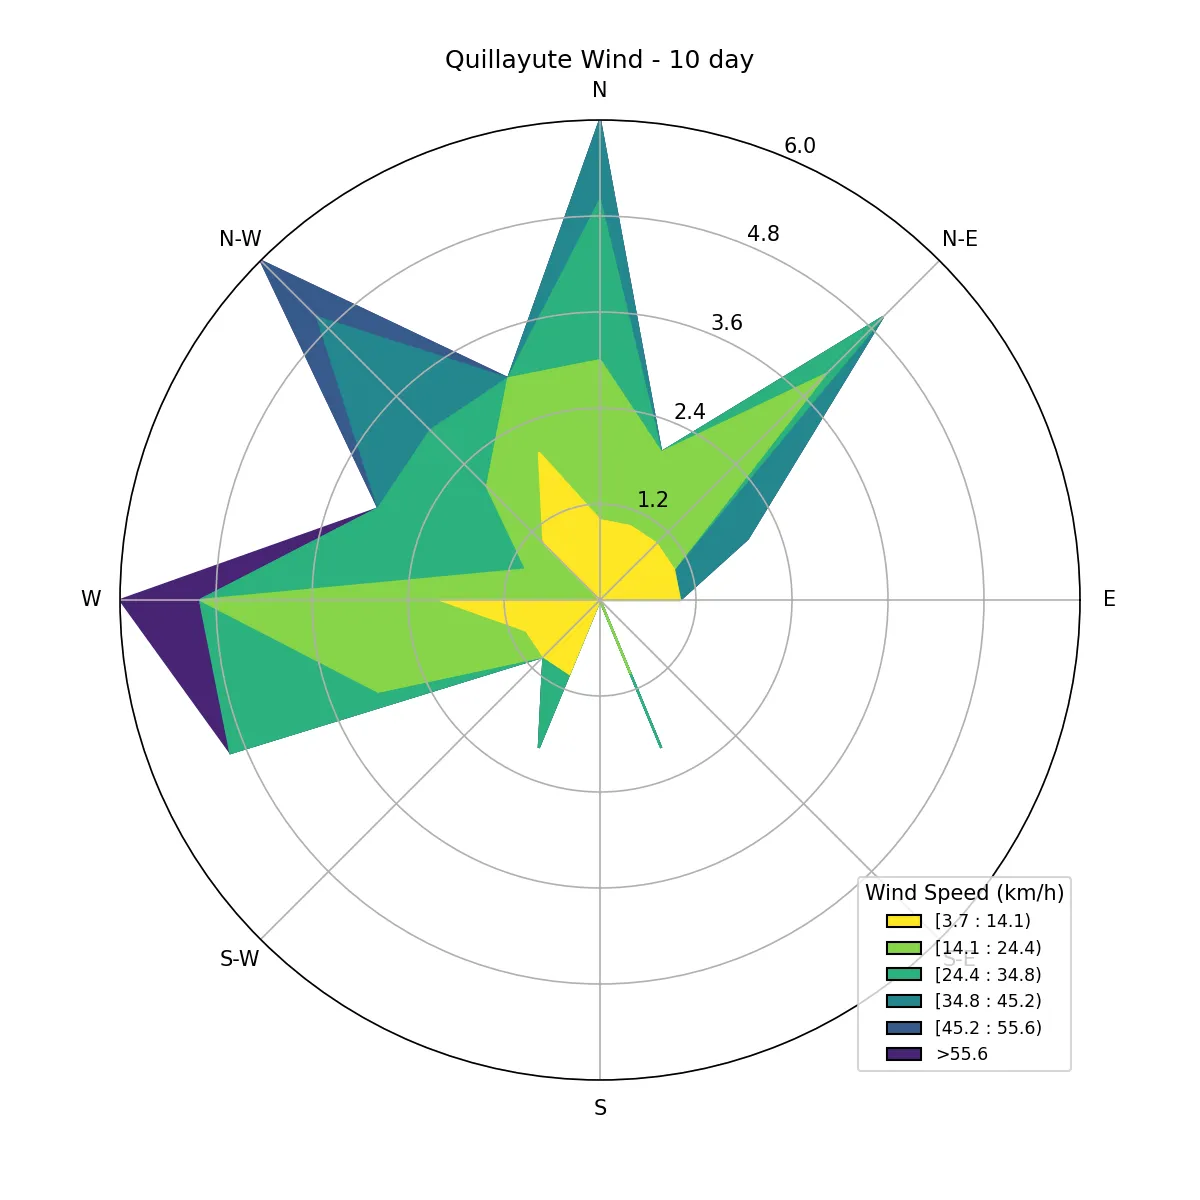 Quillayute Wind - 10 day
N
6.0
N-W
4.8
N-E
3.6
2.4
1.2
W
E
S-W
S-E
S
Wind Speed (km/h)
[3.7 : 14.1)
[14.1 : 24.4)
[24.4 : 34.8)
[34.8 : 45.2)
[45.2 : 55.6)
>55.6